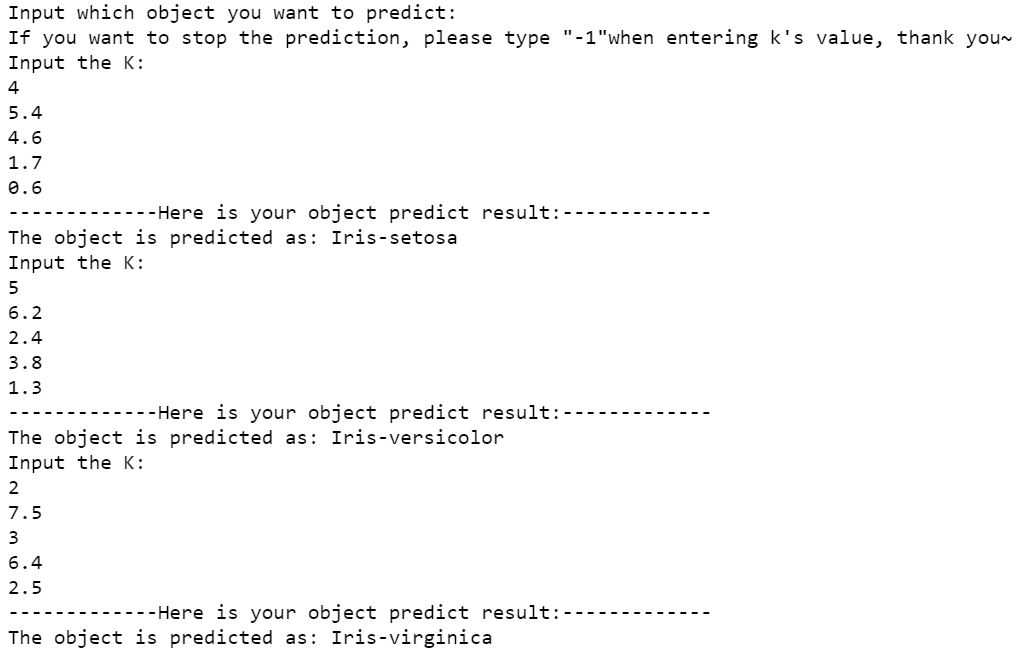 Input which object you want to predict:
If you want to stop the prediction, please type "-1"when entering k's value, thank you~
Input the K:
4
5.4
4.6
1.7
0.6
-------------Here is your object predict result:-------------
The object is predicted as: Iris-setosa
Input the K:
5
6.2
2.4
3.8
1.3
-------------Here is your object predict result:-------------
The object is predicted as: Iris-versicolor
Input the K:
2
7.5
3
6.4
2.5
-------------Here is your object predict result:-------------
The object is predicted as: Iris-virginica